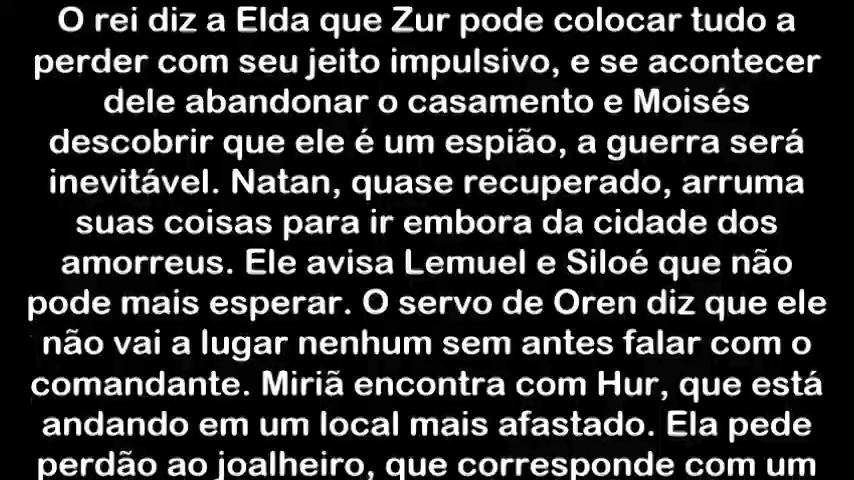 O rei diz a Elda que Zur pode colocar tudo a
perder com seu jeito impulsivo, e se acontecer
dele abandonar o casamento e Moisés
descobrir que ele é um espião, a guerra será
inevitável. Natan, quase recuperado, arruma
suas coisas para ir embora da cidade dos
amorreus. Ele avisa Lemuel e Siloé que não
pode mais esperar. O servo de Oren diz que ele
não vai a lugar nenhum sem antes falar com o
comandante. Miriã encontra com Hur, que está
andando em um local mais afastado. Ela pede
perdão ao joalheiro, que corresponde com um